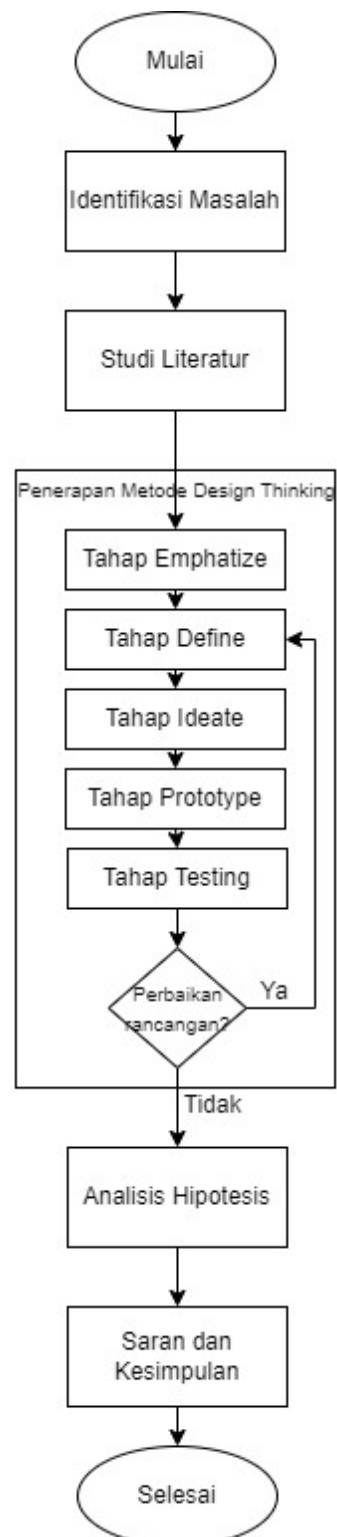 Mulai
Identifikasi Masalah
Studi Literatur
Penerapan Metode Design Thinking
Tahap Emphatize
Tahap Define
Tahap Ideate
Tahap Prototype
Tahap Testing
Perbaikan
rancangan?
Ya
Tidak
Analisis Hipotesis
Saran dan
Kesimpulan
Selesai